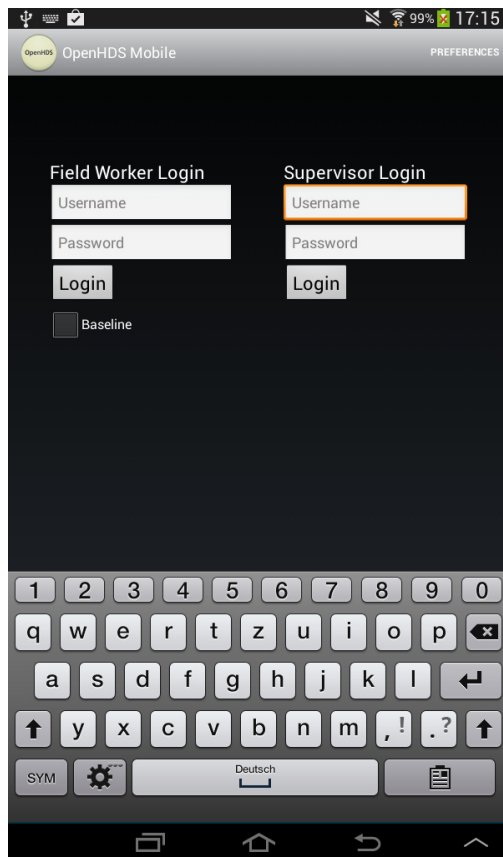 99% 17:15
OpenHDS OpenHDS Mobile PREFERENCES
Field Worker Login Supervisor Login
Username Username
Password Password
Login Login
Baseline
1 2 3 4 5 6 7 8 9 0
q w e r t z u i o p
a s d f g h j k l
y x c v b n m , ! . ?
SYM Deutsch